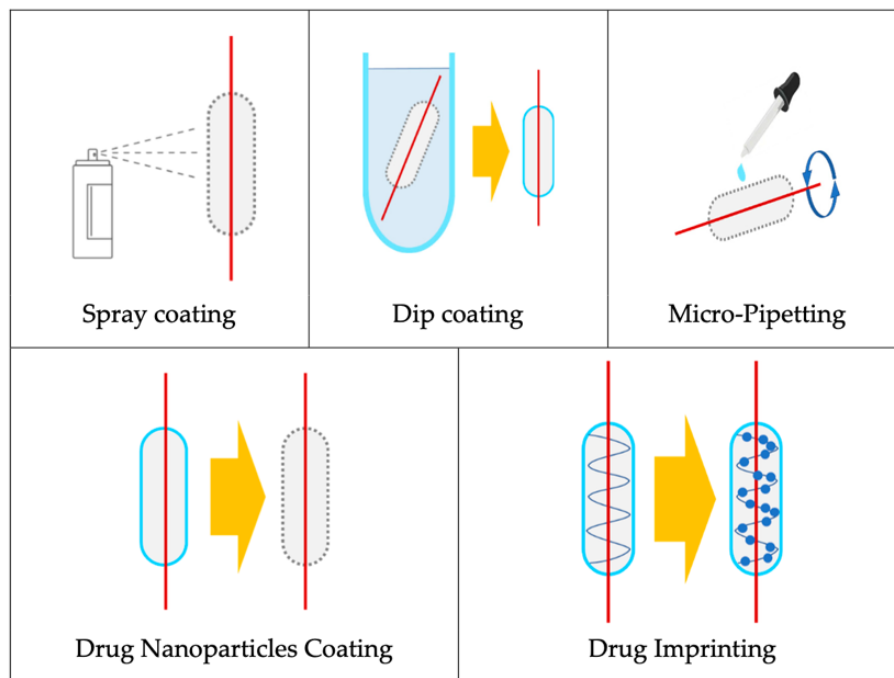 Spray coating
Dip coating
Micro-Pipetting
Drug Nanoparticles Coating
Drug Imprinting